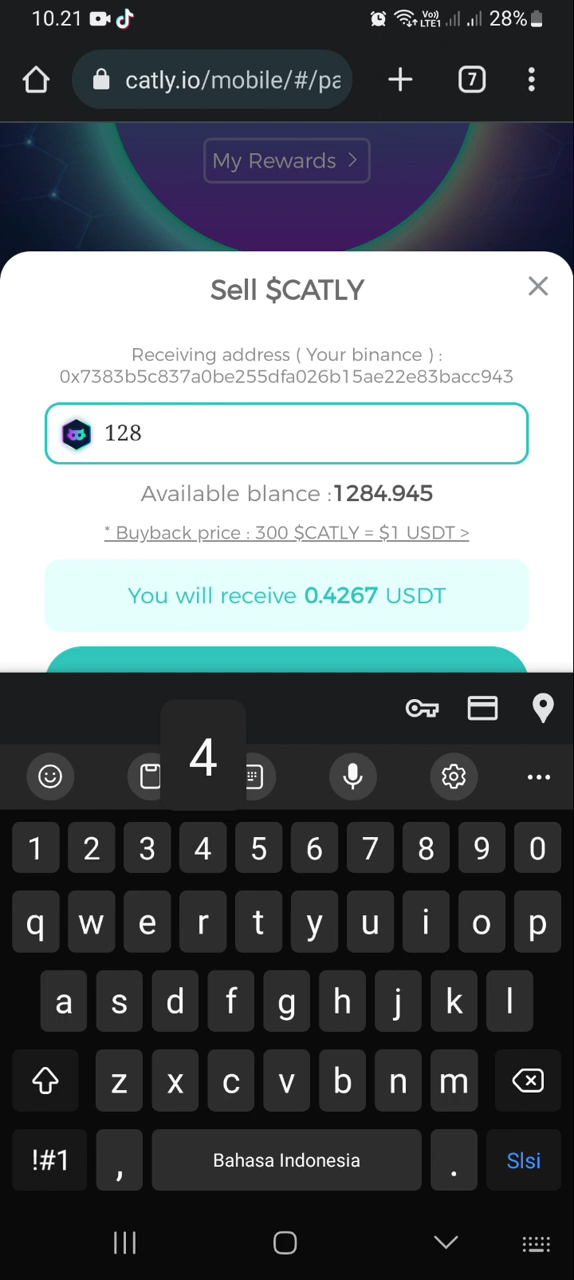 10.21 Vo)) LTE1 28%
catly.io/mobile/#/pa 7
My Rewards >
Sell $CATLY
Receiving address ( Your binance ) :
0x7383b5c837a0be255dfa026b15ae22e83bacc943
128
Available blance :1284.945
* Buyback price : 300 $CATLY = $1 USDT >
You will receive 0.4267 USDT
4
1 2 3 4 5 6 7 8 9 0
q w e r t y u i o p
a s d f g h j k l
z x c v b n m
!#1 , Bahasa Indonesia . Slsi